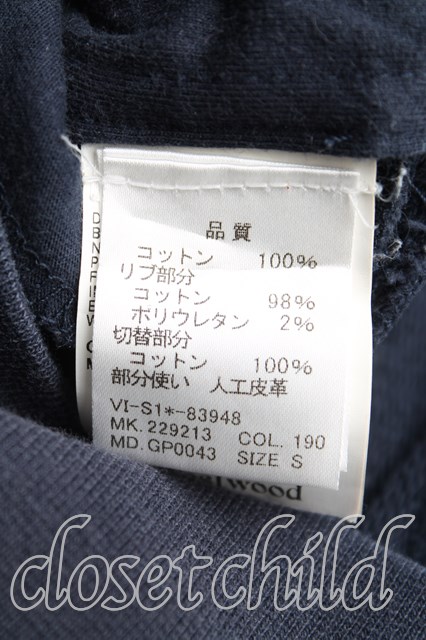 品質
コットン 100%
リブ部分
コットン 98%
ポリウレタン 2%
切替部分
コットン 100%
部分使い 人工皮革
VI-S1*-83948
MK. 229213 COL. 190
MD. GP0043 SIZE S
wood
closetchild